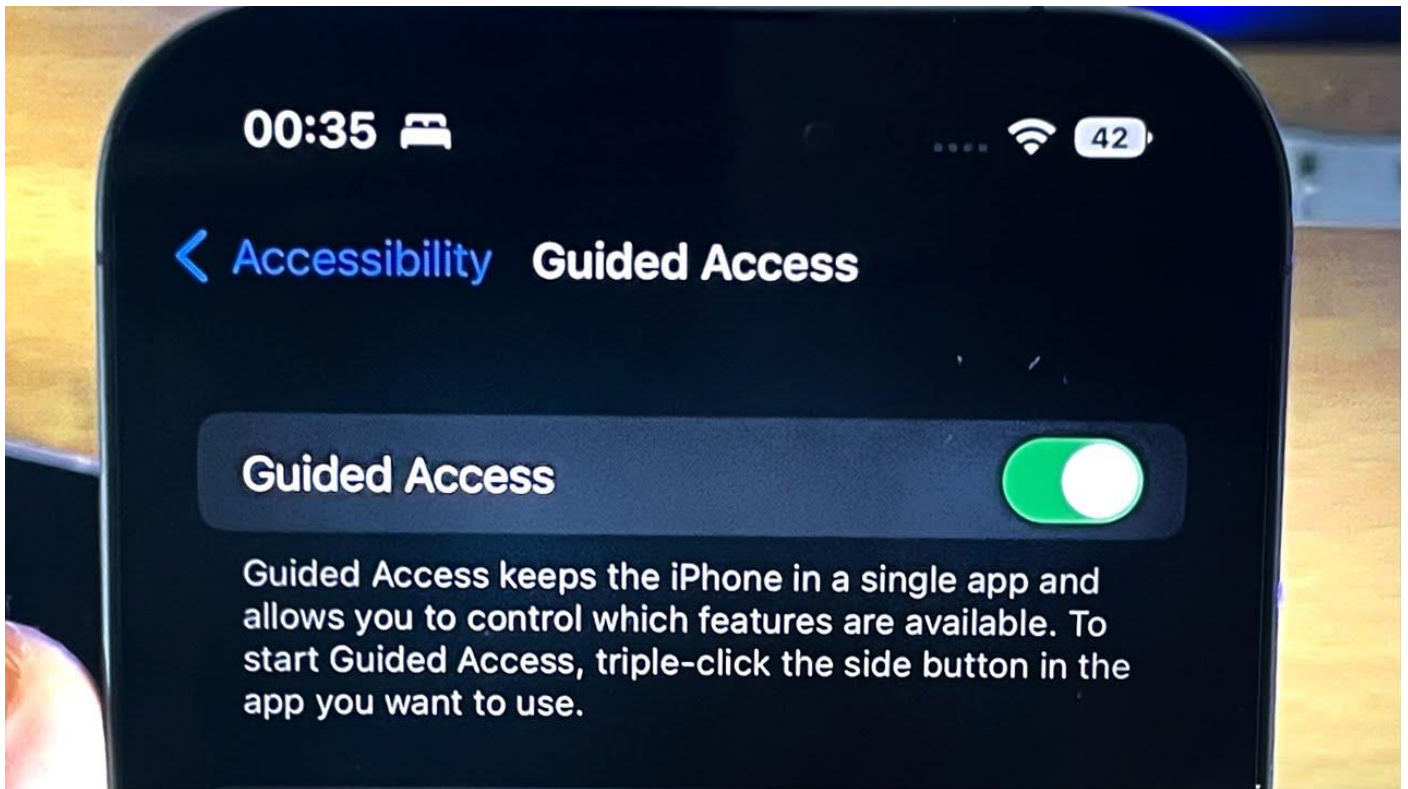 00:35 42
Accessibility Guided Access
Guided Access
Guided Access keeps the iPhone in a single app and
allows you to control which features are available. To
start Guided Access, triple-click the side button in the
app you want to use.